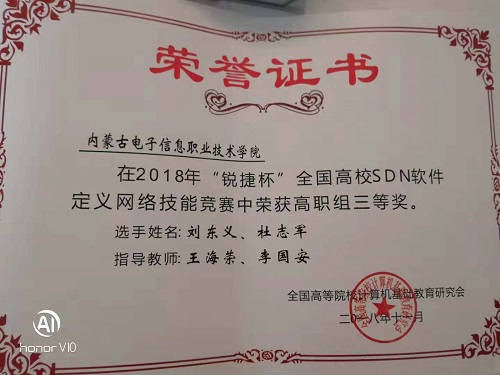 荣誉证书
内蒙古电子信息职业技术学院
在2018年“锐捷杯”全国高校SDN软件
定义网络技能竞赛中荣获高职组三等奖。
选手姓名:刘东义、杜志军
指导教师:王海荣、李国安
全国高等院校计算机基础教育研究会
二〇一八年十一月
AI
honor V10